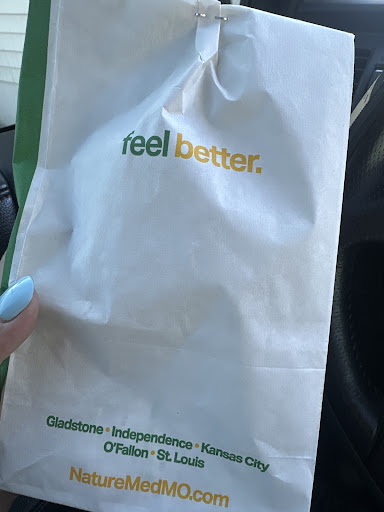 feel better.
Gladstone • Independence • Kansas City
O'Fallon • St. Louis
NatureMedMO.com